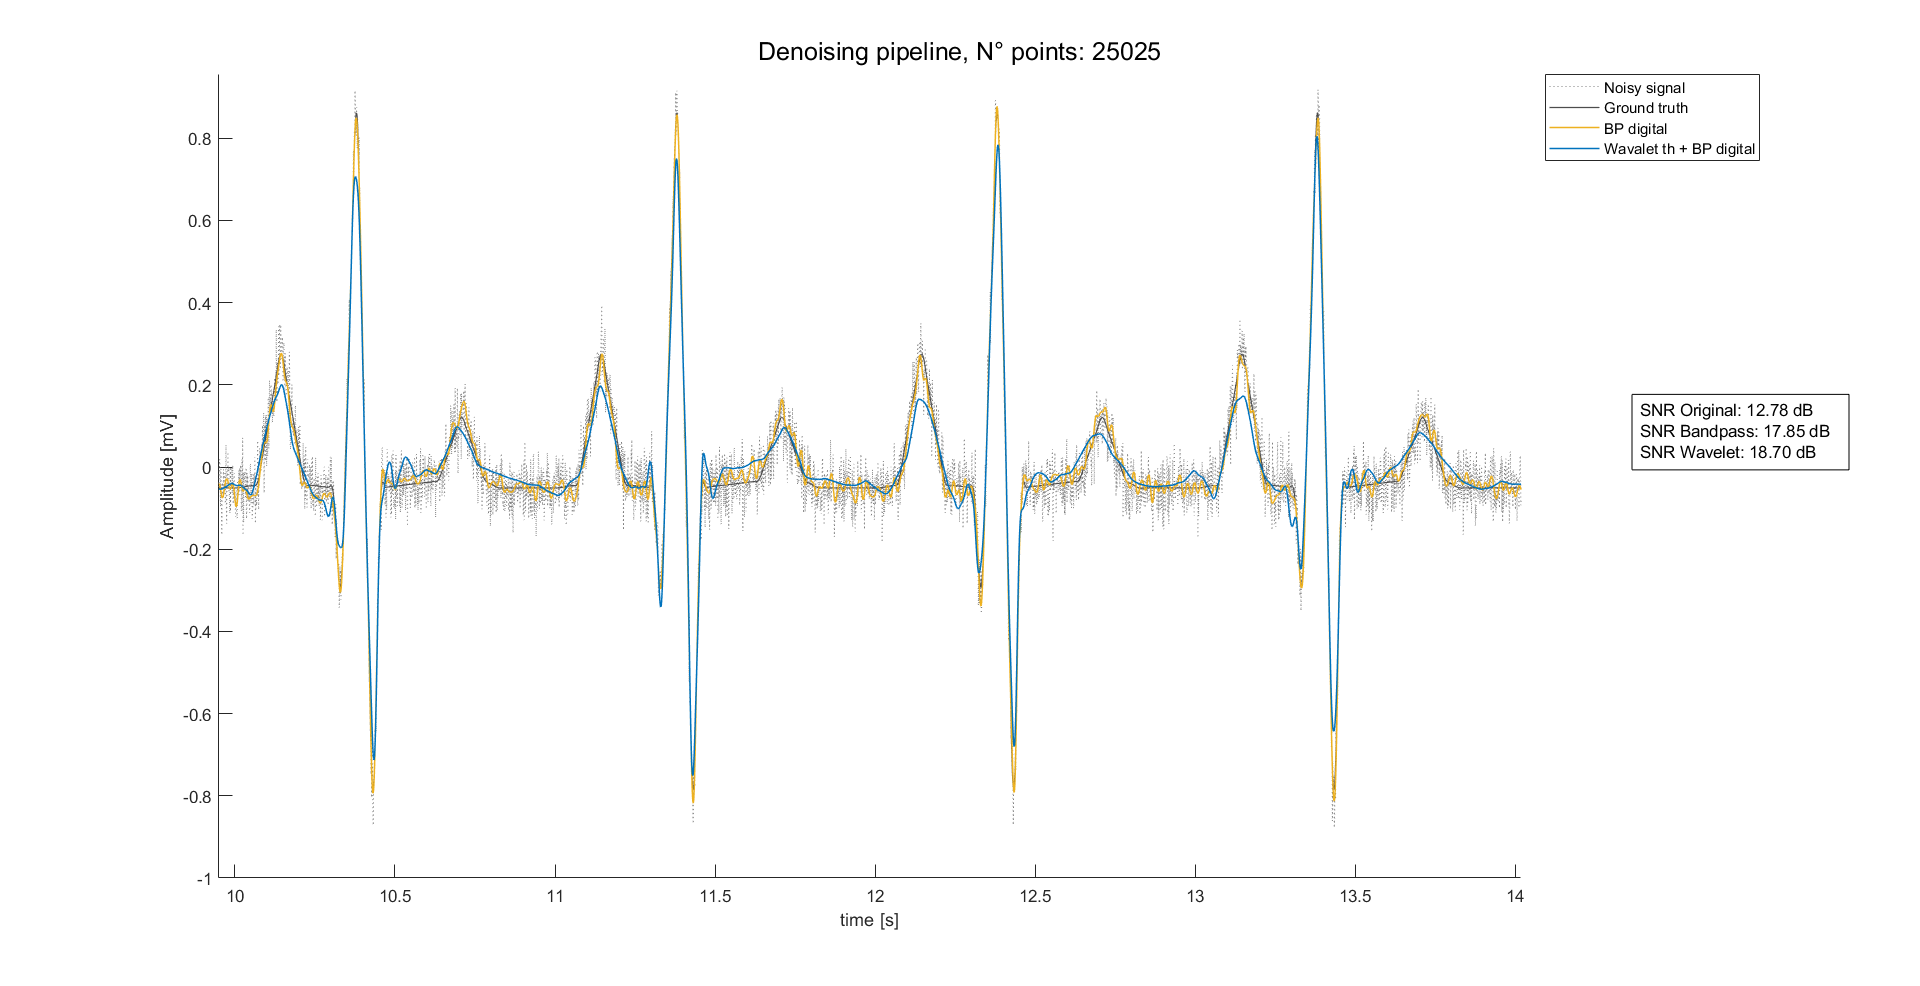 Denoising pipeline, N° points: 25025
Noisy signal
Ground truth
BP digital
Wavalet th + BP digital
0.8
0.6
0.4
0.2
0
-0.2
-0.4
-0.6
-0.8
-1
Amplitude [mV]
SNR Original: 12.78 dB
SNR Bandpass: 17.85 dB
SNR Wavelet: 18.70 dB
10 10.5 11 11.5 12 12.5 13 13.5 14
time [s]